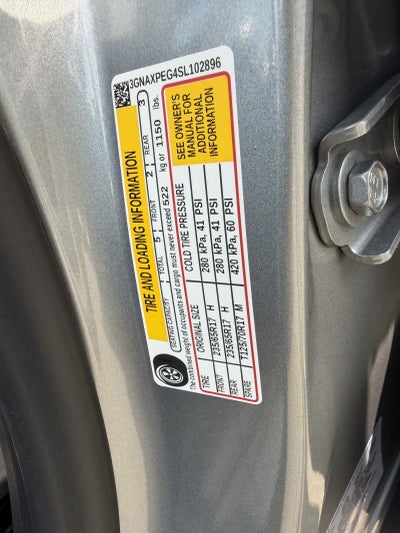 3GNAXPEG4SL102896
TIRE AND LOADING INFORMATION
SEATING CAPACITY TOTAL 5 FRONT 2 REAR 3
The combined weight of occupants and cargo must never exceed 522 kg or 1150 lbs.
TIRE ORIGINAL SIZE COLD TIRE PRESSURE
FRONT 235/65R17 H 280 kPa, 41 PSI
REAR 235/65R17 H 280 kPa, 41 PSI
SPARE T125/70R17 M 420 kPa, 60 PSI
SEE OWNER'S
MANUAL FOR
ADDITIONAL
INFORMATION